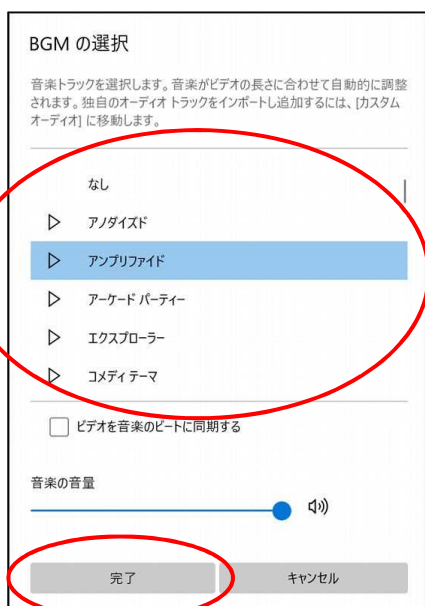 BGM の選択
音楽トラックを選択します。音楽がビデオの長さに合わせて自動的に調整
されます。独自のオーディオ トラックをインポートし追加するには、[カスタム
オーディオ] に移動します。
なし
アノダイズド
アンプリファイド
アーケード パーティー
エクスプローラー
コメディ テーマ
ビデオを音楽のビートに同期する
音楽の音量
完了
キャンセル